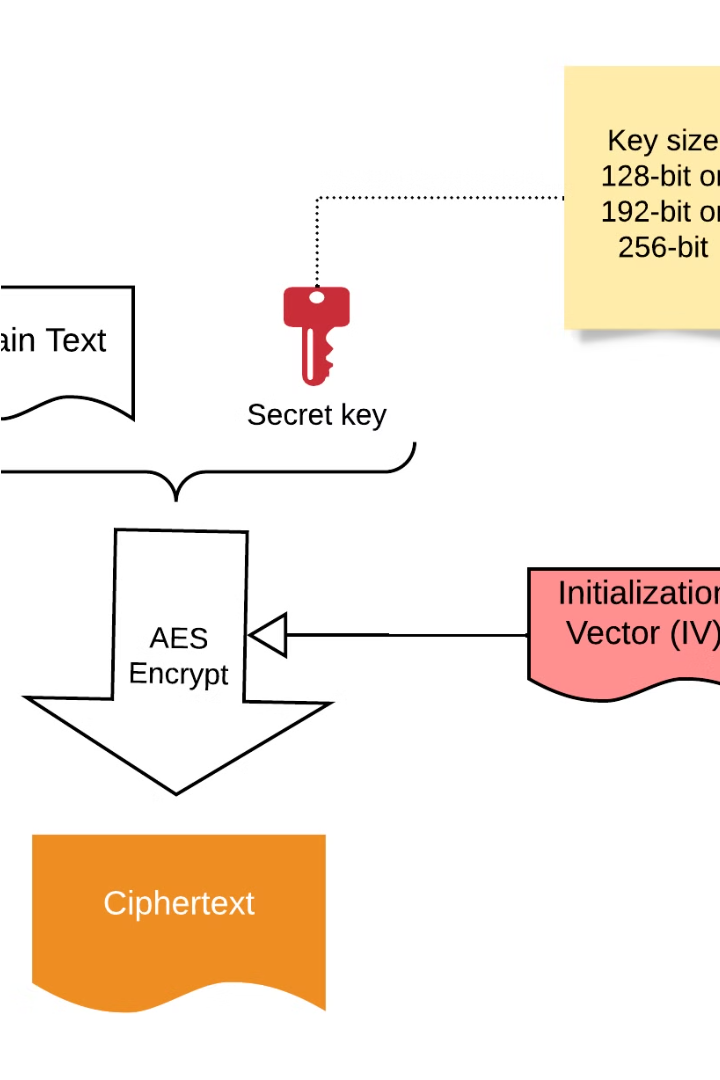 Key size
128-bit or
192-bit or
256-bit
ain Text
Secret key
Initialization
Vector (IV)
AES
Encrypt
Ciphertext